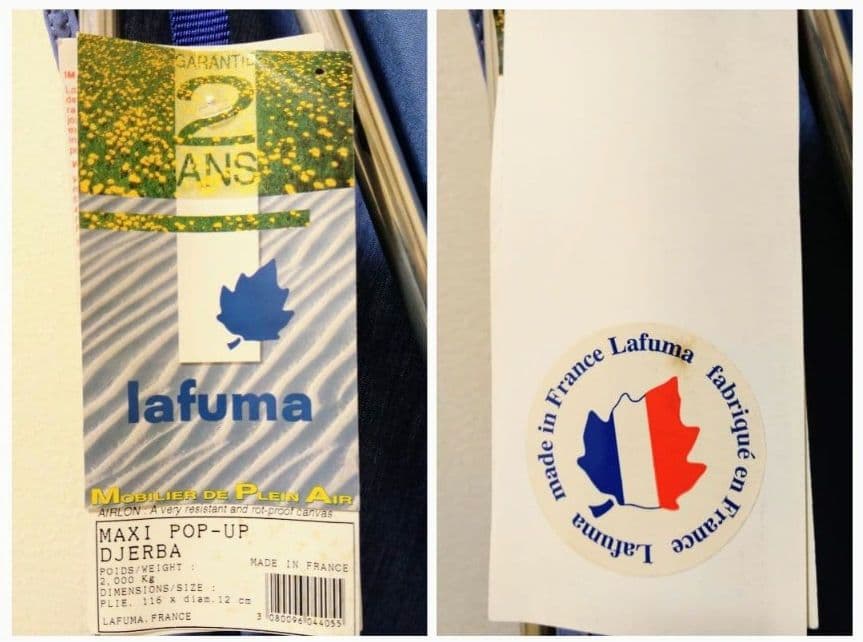 GARANTIE
2
ANS
lafuma
MOBILIER DE PLEIN AIR
AIRLON : A very resistant and rot-proof canvas
MAXI POP-UP
DJERBA
POIDS/WEIGHT :
2,000 Kg
MADE IN FRANCE
DIMENSIONS/SIZE :
PLIE. 116 x diam.12 cm
LAFUMA.FRANCE
3 080096 044055
made in France Lafuma
fabriqué en France Lafuma